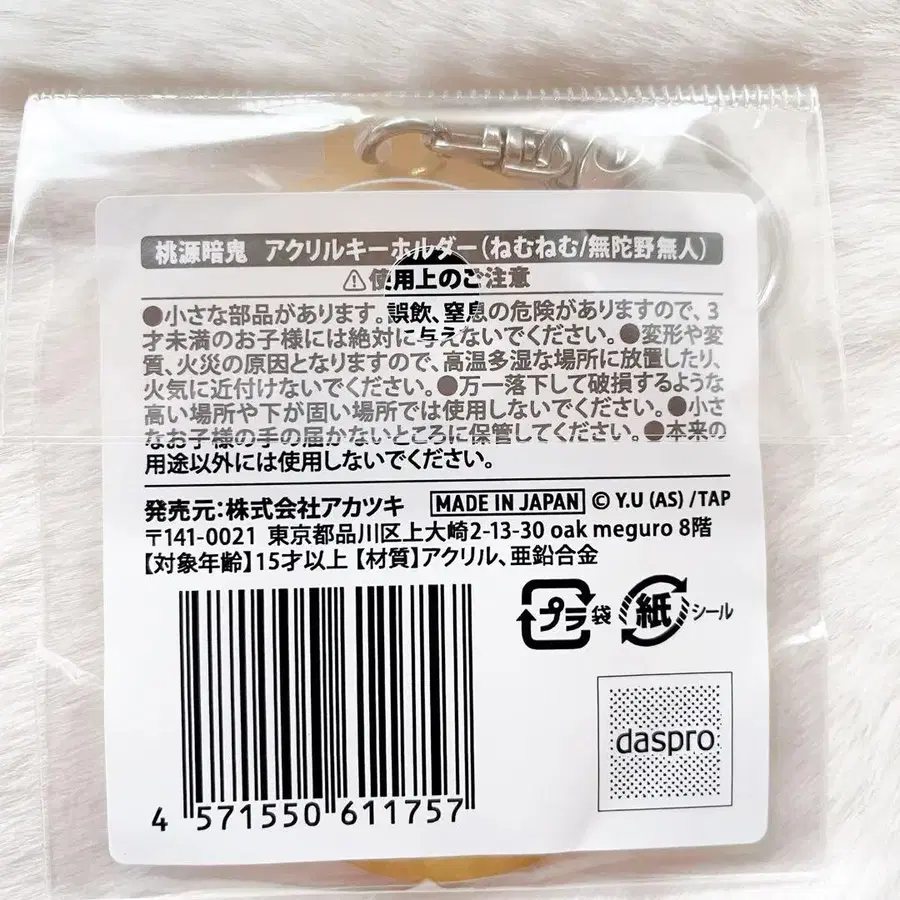 桃源暗鬼 アクリルキーホルダー(ねむねむ/無陀野無人)
⚠使用上のご注意
●小さな部品があります。誤飲、窒息の危険がありますので、3
才未満のお子様には絶対に与えないでください。●変形や変
質、火災の原因となりますので、高温多湿な場所に放置したり、
火気に近付けないでください。●万一落下して破損するような
高い場所や下が固い場所では使用しないでください。●小さ
なお子様の手の届かないところに保管してください。●本来の
用途以外には使用しないでください。
発売元:株式会社アカツキ MADE IN JAPAN © Y.U (AS) /TAP
〒141-0021 東京都品川区上大崎2-13-30 oak meguro 8階
【対象年齢】15才以上【材質】アクリル、亜鉛合金
プラ 袋 紙 シール
daspro
4 571550 611757